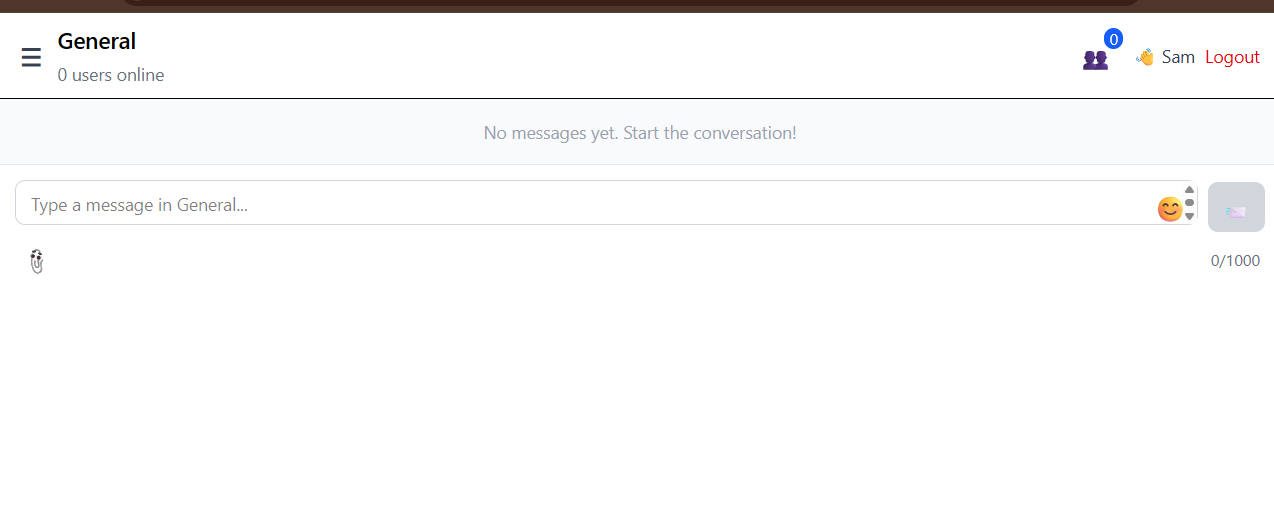 General
0 users online
0
Sam
Logout
No messages yet. Start the conversation!
Type a message in General...
0/1000